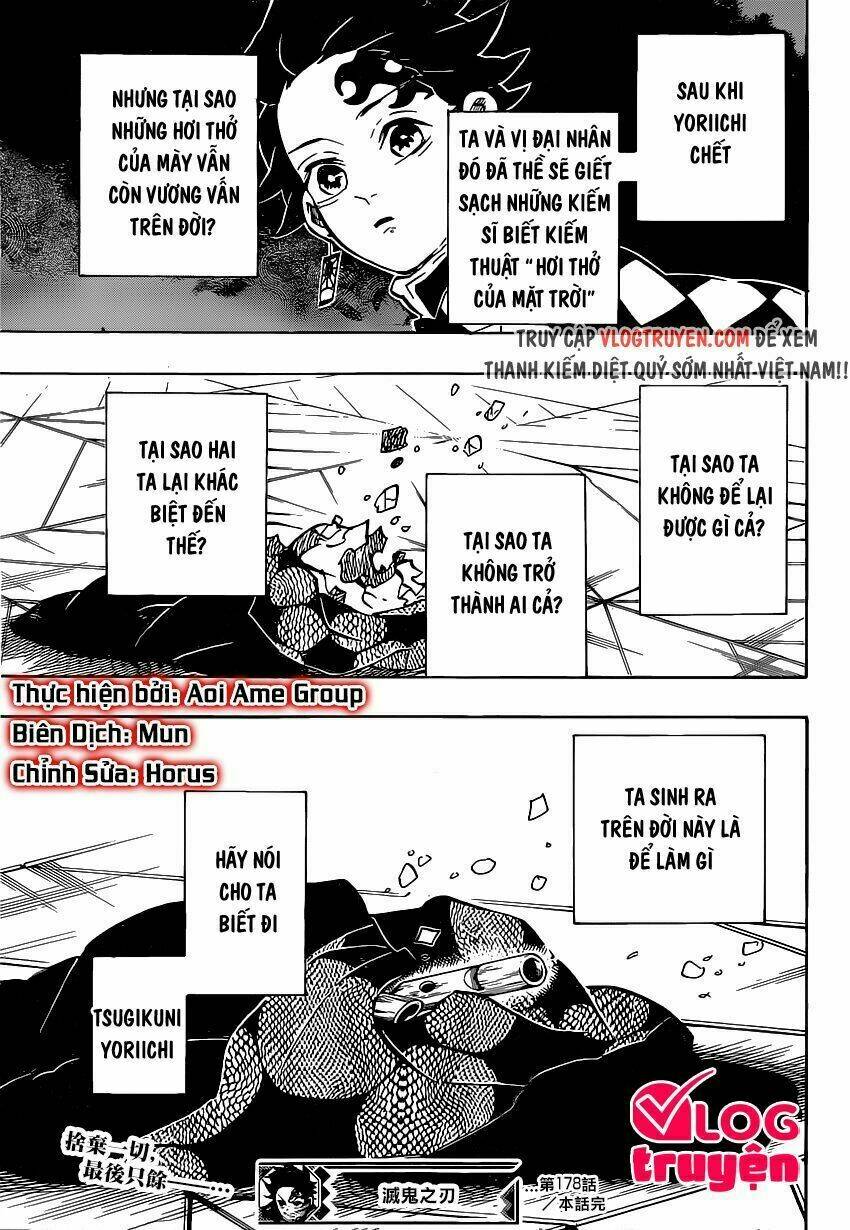 SAU KHI
YORIICHI
CHẾT
TA VÀ VỊ ĐẠI NHÂN
ĐÓ ĐÃ THỀ SẼ GIẾT
SẠCH NHỮNG KIẾM
SĨ BIẾT KIẾM
THUẬT “HƠI THỞ
CỦA MẶT TRỜI”
NHƯNG TẠI SAO
NHỮNG HƠI THỞ
CỦA MÀY VẪN
CÒN VƯƠNG VẤN
TRÊN ĐỜI?
TRUY CẬP VLOGTRUYEN.COM ĐỂ XEM
THANH KIẾM DIỆT QUỶ SỚM NHẤT VIỆT NAM!!
TẠI SAO TA
KHÔNG ĐỂ LẠI
ĐƯỢC GÌ CẢ?
TẠI SAO TA
KHÔNG TRỞ
THÀNH AI CẢ?
TẠI SAO HAI
TA LẠI KHÁC
BIỆT ĐẾN
THẾ?
Thực hiện bởi: Aoi Ame Group
Biên Dịch: Mun
Chỉnh Sửa: Horus
TA SINH RA
TRÊN ĐỜI NÀY LÀ
ĐỂ LÀM GÌ
HÃY NÓI
CHO TA
BIẾT ĐI
TSUGIKUNI
YORIICHI
VLOG
truyện
捨棄一切，
最後只餘———……
滅鬼之刃
…第178話
／本話完